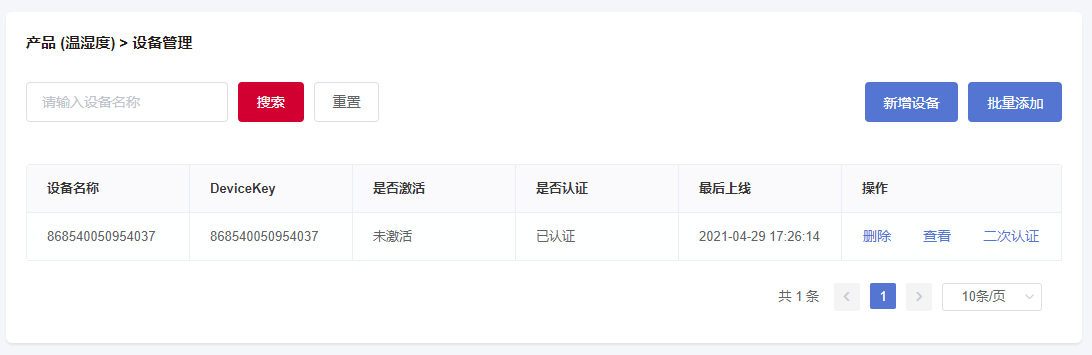 产品 (温湿度) > 设备管理
请输入设备名称 搜索 重置 新增设备 批量添加
设备名称 DeviceKey 是否激活 是否认证 最后上线 操作
868540050954037 868540050954037 未激活 已认证 2021-04-29 17:26:14 删除 查看 二次认证
共 1 条 1 10条/页